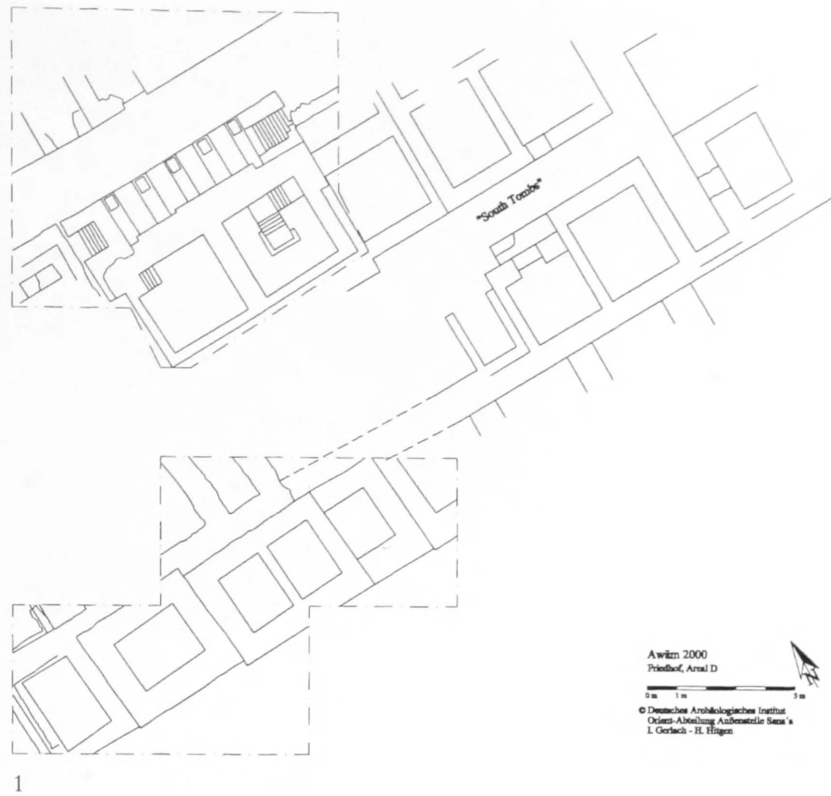 "South Tombs"
Awām 2000
Friedhof, Areal D
0 m 1 m 5 m
© Deutsches Archäologisches Institut
Orient-Abteilung Außenstelle Sana'a
I. Gerlach - H. Hitgen
N
1